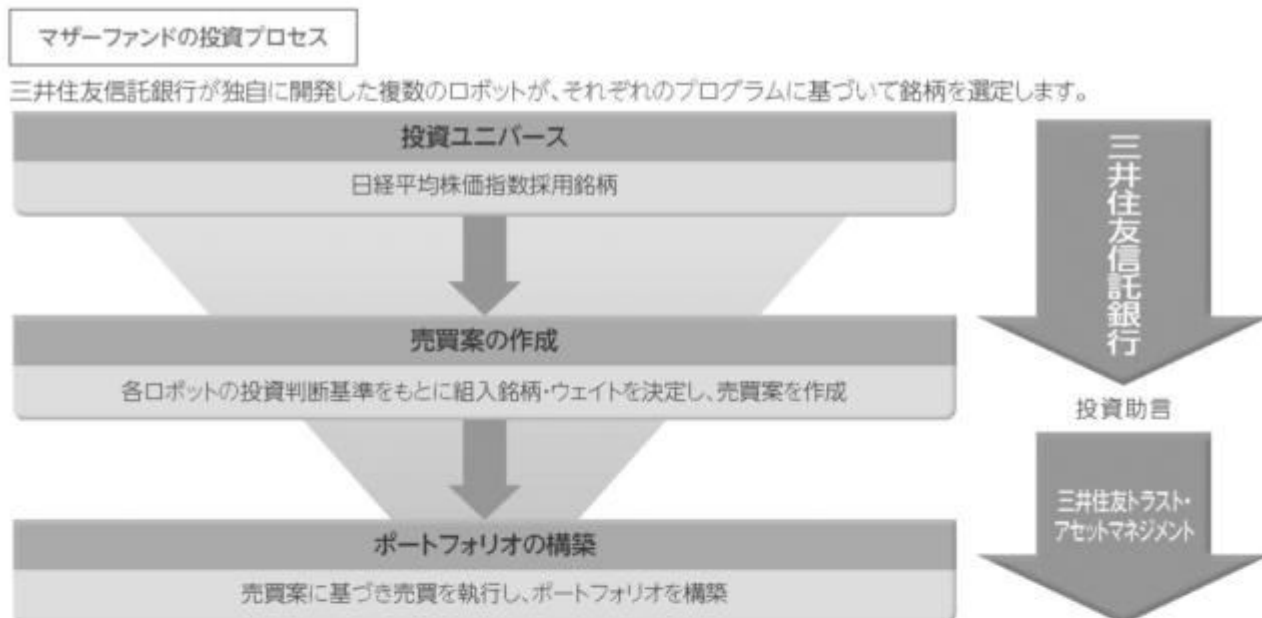 マザーファンドの投資プロセス
三井住友信託銀行が独自に開発した複数のロボットが、それぞれのプログラムに基づいて銘柄を選定します。
投資ユニバース
日経平均株価指数採用銘柄
売買案の作成
各ロボットの投資判断基準をもとに組入銘柄・ウェイトを決定し、売買案を作成
ポートフォリオの構築
売買案に基づき売買を執行し、ポートフォリオを構築
三井住友信託銀行
投資助言
三井住友トラスト・
アセットマネジメント